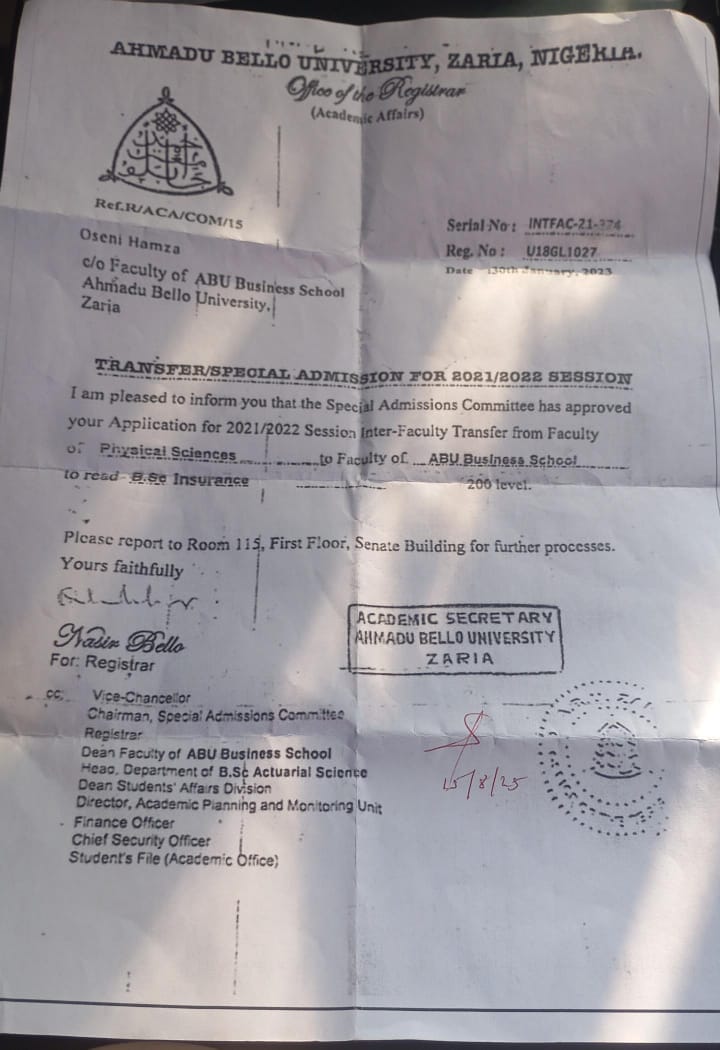 AHMADU BELLO UNIVERSITY, ZARIA, NIGERIA.
Office of the Registrar
(Academic Affairs)
Ref.R/ACA/COM/15
Serial No : INTFAC-21-374
Reg. No : U18GL1027
Date 30th January, 2023
Oseni Hamza
c/o Faculty of ABU Business School
Ahmadu Bello University,
Zaria
TRANSFER/SPECIAL ADMISSION FOR 2021/2022 SESSION
I am pleased to inform you that the Special Admissions Committee has approved
your Application for 2021/2022 Session Inter-Faculty Transfer from Faculty
of Physical Sciences to Faculty of ABU Business School
to read B.Sc Insurance 200 level.
Please report to Room 115, First Floor, Senate Building for further processes.
Yours faithfully
Nasir Bello
For: Registrar
ACADEMIC SECRETARY
AHMADU BELLO UNIVERSITY
ZARIA
cc. Vice-Chancellor
Chairman, Special Admissions Committee
Registrar
Dean Faculty of ABU Business School
Head, Department of B.Sc Actuarial Science
Dean Students' Affairs Division
Director, Academic Planning and Monitoring Unit
Finance Officer
Chief Security Officer
Student's File (Academic Office)
15/8/25